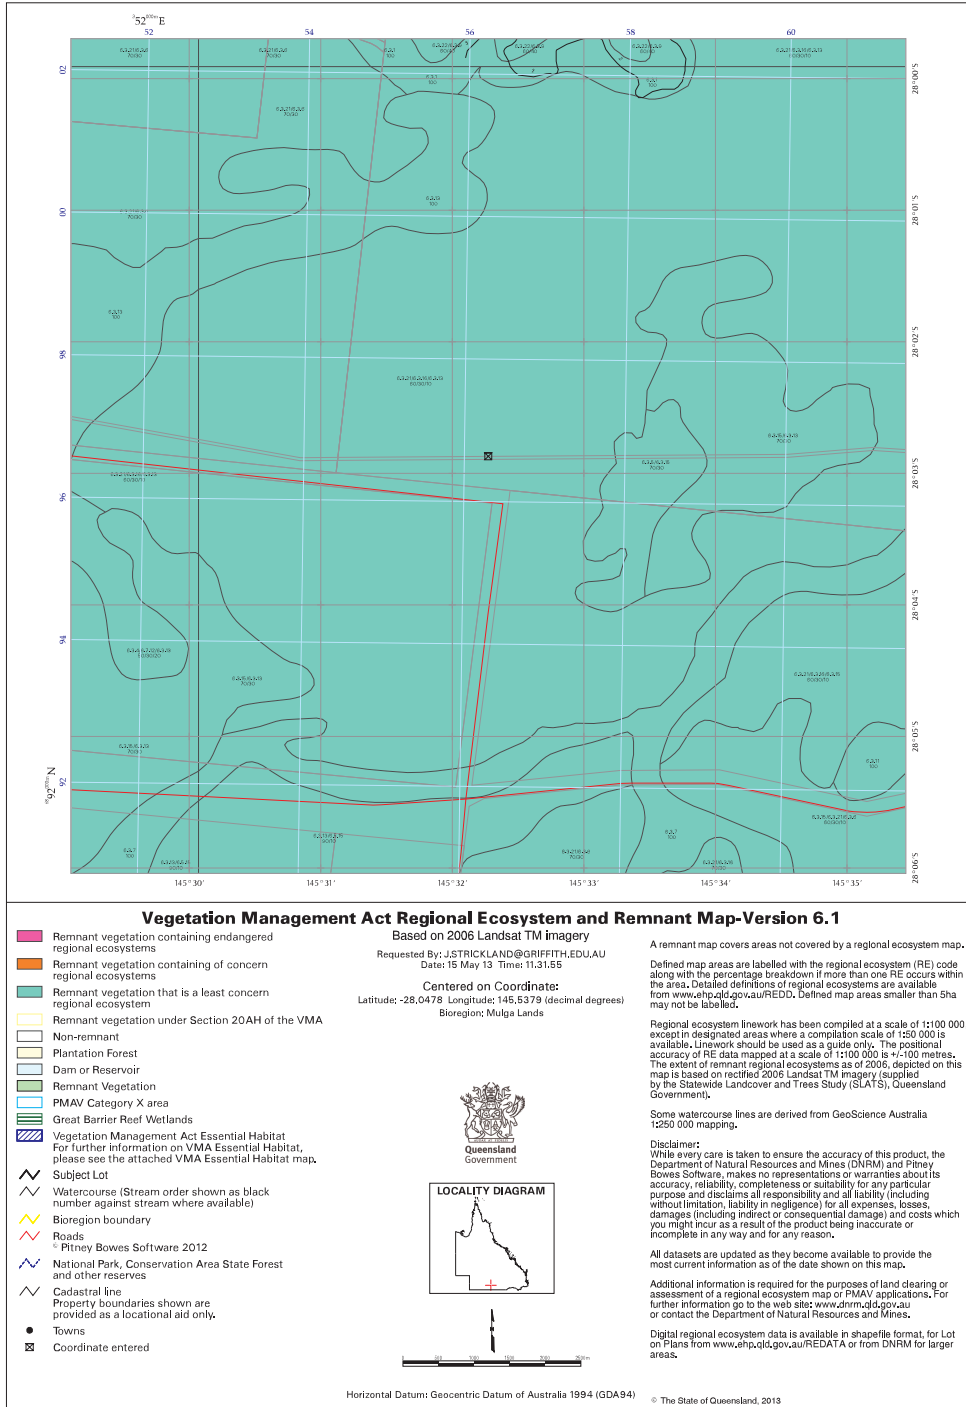 ³52⁰⁰⁰ᵐE
54
56
58
60
02
00
98
96
94
92
⁶⁸92⁰⁰⁰ᵐN
28°00'S
28°01'S
28°02'S
28°03'S
28°04'S
28°05'S
28°06'S
6.3.13
100
6.3.13
100
6.3.7
100
6.3.7
100
6.3.11
100
145°30'
145°31'
145°32'
145°33'
145°34'
145°35'
Vegetation Management Act Regional Ecosystem and Remnant Map-Version 6.1
Based on 2006 Landsat TM imagery
Requested By: J.STRICKLAND@GRIFFITH.EDU.AU
Date: 15 May 13 Time: 11.31.55
Centered on Coordinate:
Latitude: -28.0478 Longitude: 145.5379 (decimal degrees)
Bioregion: Mulga Lands
Remnant vegetation containing endangered
regional ecosystems
Remnant vegetation containing of concern
regional ecosystems
Remnant vegetation that is a least concern
regional ecosystem
Remnant vegetation under Section 20AH of the VMA
Non-remnant
Plantation Forest
Dam or Reservoir
Remnant Vegetation
PMAV Category X area
Great Barrier Reef Wetlands
Vegetation Management Act Essential Habitat
For further information on VMA Essential Habitat,
please see the attached VMA Essential Habitat map.
Subject Lot
Watercourse (Stream order shown as black
number against stream where available)
Bioregion boundary
Roads
© Pitney Bowes Software 2012
National Park, Conservation Area State Forest
and other reserves
Cadastral line
Property boundaries shown are
provided as a locational aid only.
Towns
Coordinate entered
Queensland
Government
LOCALITY DIAGRAM
0 500 1000 1500 2000 2500m
Horizontal Datum: Geocentric Datum of Australia 1994 (GDA94)
A remnant map covers areas not covered by a regional ecosystem map.
Defined map areas are labelled with the regional ecosystem (RE) code
along with the percentage breakdown if more than one RE occurs within
the area. Detailed definitions of regional ecosystems are available
from www.ehp.qld.gov.au/REDD. Defined map areas smaller than 5ha
may not be labelled.
Regional ecosystem linework has been compiled at a scale of 1:100 000
except in designated areas where a compilation scale of 1:50 000 is
available. Linework should be used as a guide only. The positional
accuracy of RE data mapped at a scale of 1:100 000 is +/-100 metres.
The extent of remnant regional ecosystems as of 2006, depicted on this
map is based on rectified 2006 Landsat TM imagery (supplied
by the Statewide Landcover and Trees Study (SLATS), Queensland
Government).
Some watercourse lines are derived from GeoScience Australia
1:250 000 mapping.
Disclaimer:
While every care is taken to ensure the accuracy of this product, the
Department of Natural Resources and Mines (DNRM) and Pitney
Bowes Software, makes no representations or warranties about its
accuracy, reliability, completeness or suitability for any particular
purpose and disclaims all responsibility and all liability (including
without limitation, liability in negligence) for all expenses, losses,
damages (including indirect or consequential damage) and costs which
you might incur as a result of the product being inaccurate or
incomplete in any way and for any reason.
All datasets are updated as they become available to provide the
most current information as of the date shown on this map.
Additional information is required for the purposes of land clearing or
assessment of a regional ecosystem map or PMAV applications. For
further information go to the web site: www.dnrm.qld.gov.au
or contact the Department of Natural Resources and Mines.
Digital regional ecosystem data is available in shapefile format, for Lot
on Plans from www.ehp.qld.gov.au/REDATA or from DNRM for larger
areas.
© The State of Queensland, 2013